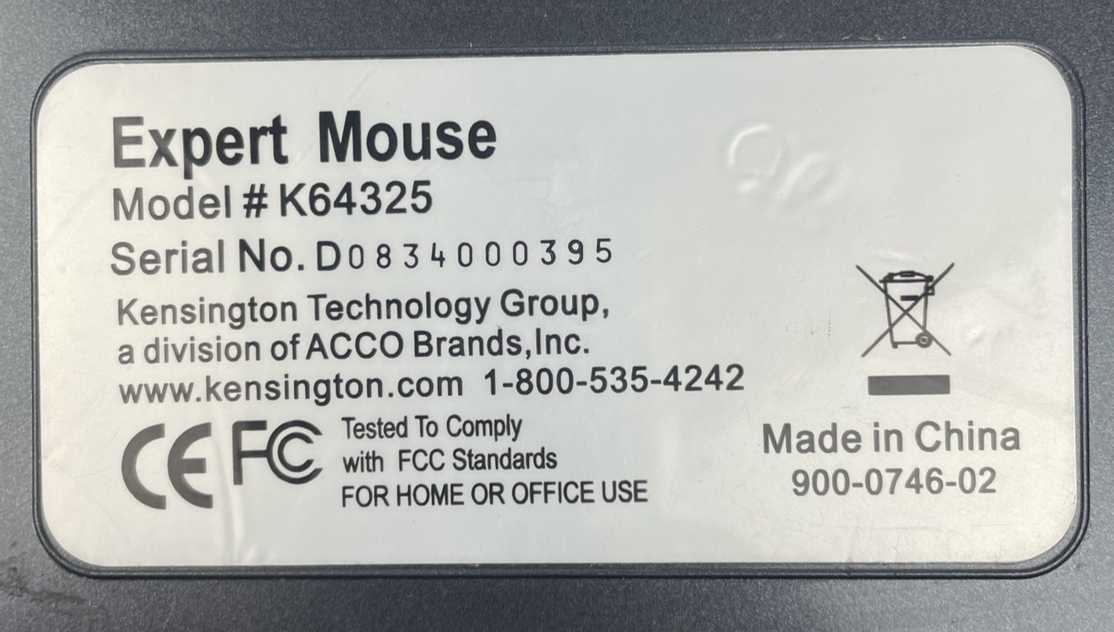 Expert Mouse
Model # K64325
Serial No. D0834000395
Kensington Technology Group,
a division of ACCO Brands,Inc.
www.kensington.com 1-800-535-4242
CE FC Tested To Comply
with FCC Standards
FOR HOME OR OFFICE USE
Made in China
900-0746-02